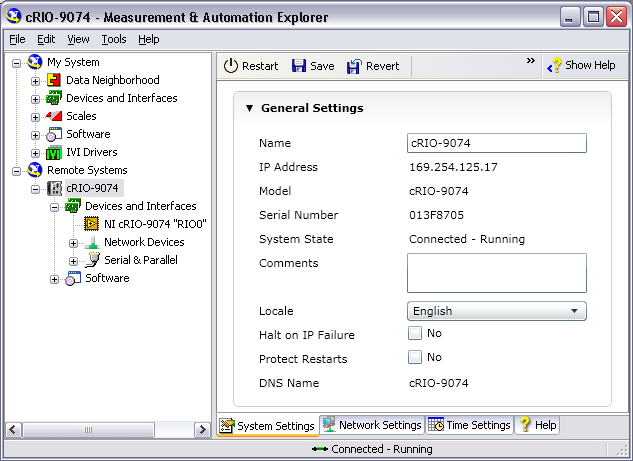 cRIO-9074 - Measurement & Automation Explorer
File Edit View Tools Help
My System
Data Neighborhood
Devices and Interfaces
Scales
Software
IVI Drivers
Remote Systems
cRIO-9074
Devices and Interfaces
NI cRIO-9074 "RIO0"
Network Devices
Serial & Parallel
Software
Restart Save Revert » Show Help
General Settings
Name cRIO-9074
IP Address 169.254.125.17
Model cRIO-9074
Serial Number 013F8705
System State Connected - Running
Comments
Locale English
Halt on IP Failure No
Protect Restarts No
DNS Name cRIO-9074
System Settings Network Settings Time Settings Help
Connected - Running